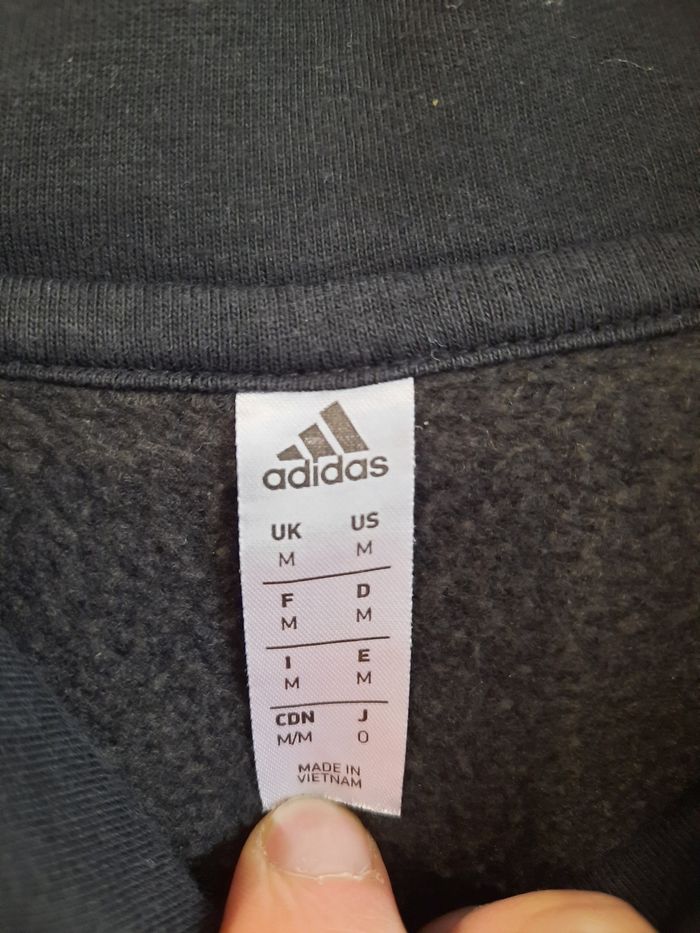 adidas
UK US
M M
F D
M M
I E
M M
CDN J
M/M O
MADE IN
VIETNAM